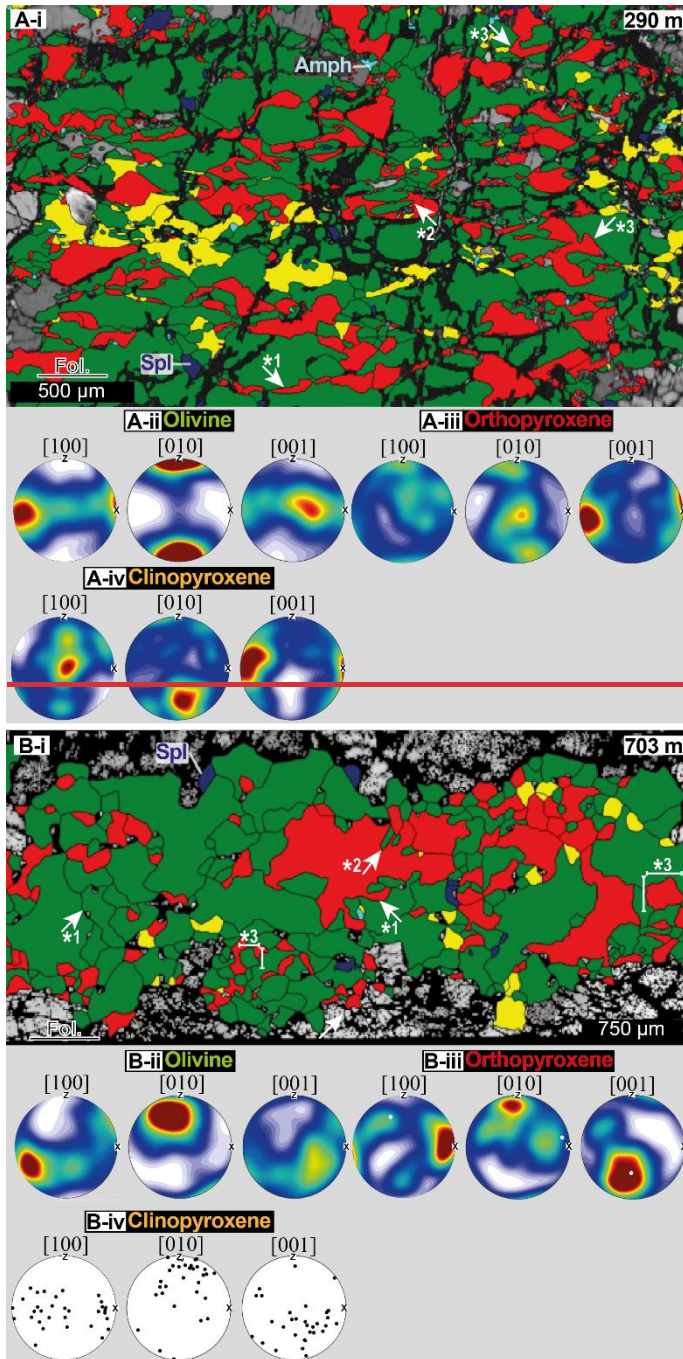 A-i 290 m
*3
Amph
*2
*3
Spl
*1
Fol.
500 µm
A-ii Olivine A-iii Orthopyroxene
[100] [010] [001] [100] [010] [001]
z z z z z z
x x x x x x
A-iv Clinopyroxene
[100] [010] [001]
z z z
x x x
B-i 703 m
Spl
*2
*3
*1
*1
*3
Fol. 750 µm
B-ii Olivine B-iii Orthopyroxene
[100] [010] [001] [100] [010] [001]
z z z z z z
x x x x x x
B-iv Clinopyroxene
[100] [010] [001]
z z z
x x x